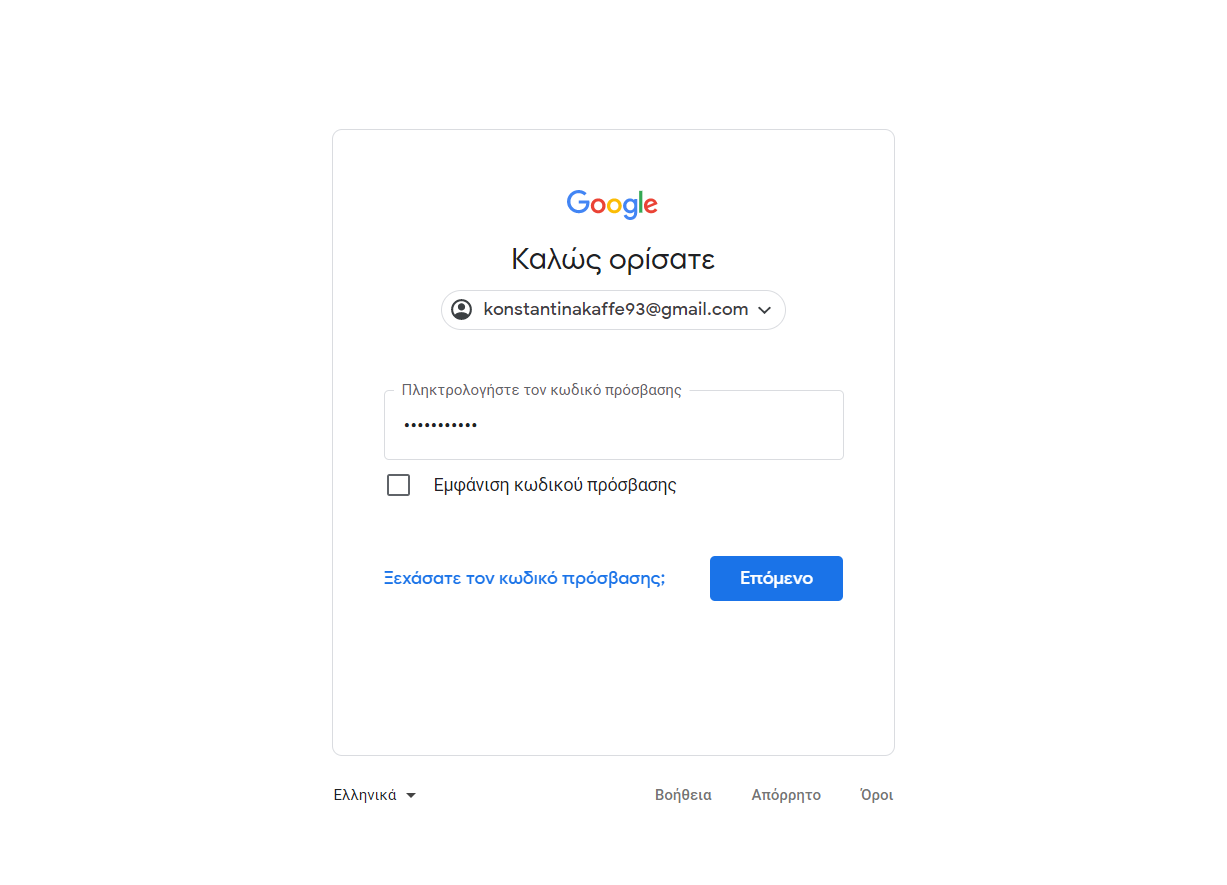 Google
Καλώς ορίσατε
konstantinakaffe93@gmail.com
Πληκτρολογήστε τον κωδικό πρόσβασης
•••••••••••
Εμφάνιση κωδικού πρόσβασης
Ξεχάσατε τον κωδικό πρόσβασης; Επόμενο
Ελληνικά Βοήθεια Απόρρητο Όροι